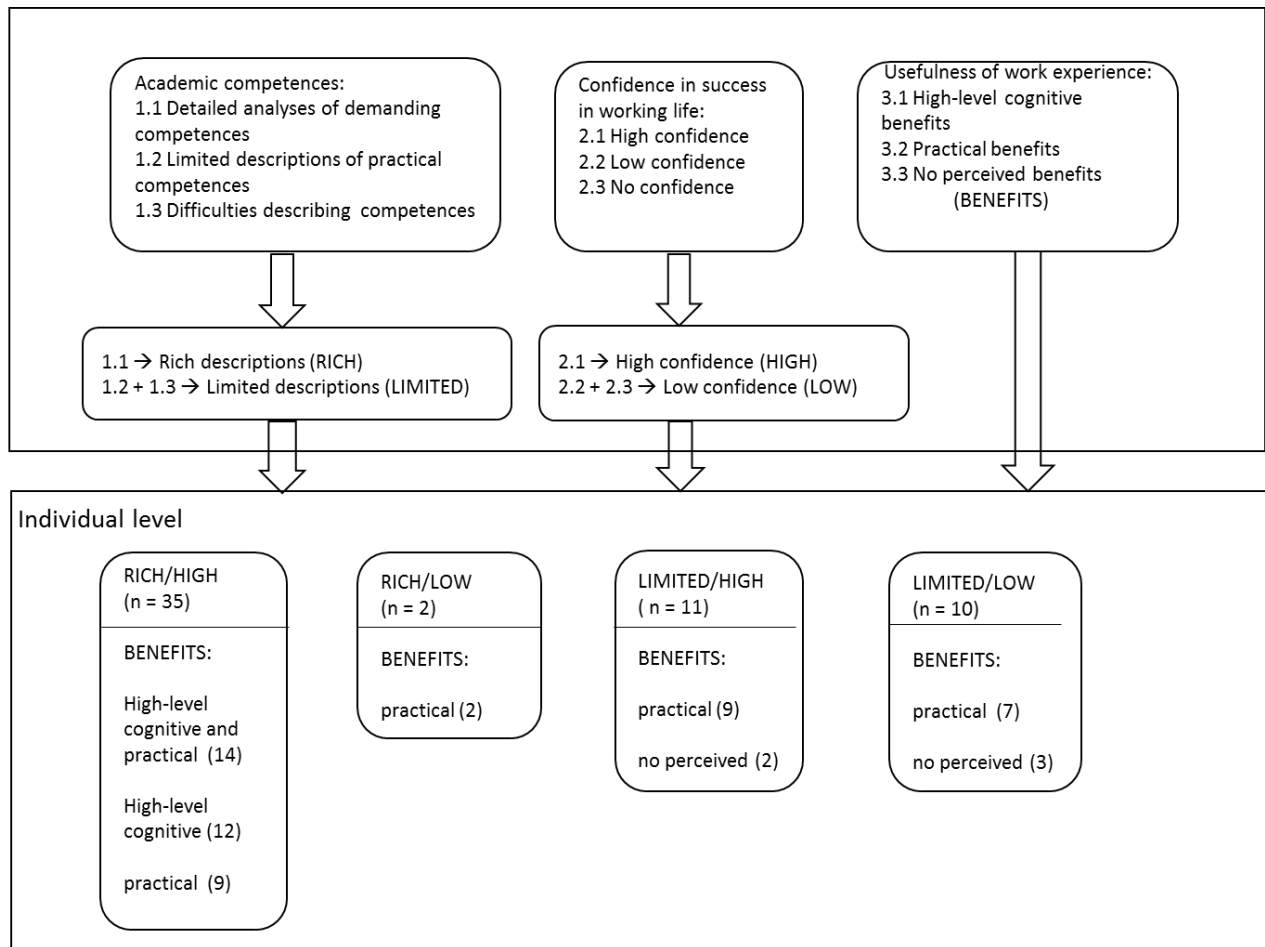 Academic competences:
1.1 Detailed analyses of demanding
competences
1.2 Limited descriptions of practical
competences
1.3 Difficulties describing competences
Confidence in success
in working life:
2.1 High confidence
2.2 Low confidence
2.3 No confidence
Usefulness of work experience:
3.1 High-level cognitive
benefits
3.2 Practical benefits
3.3 No perceived benefits
(BENEFITS)
1.1 → Rich descriptions (RICH)
1.2 + 1.3 → Limited descriptions (LIMITED)
2.1 → High confidence (HIGH)
2.2 + 2.3 → Low confidence (LOW)
Individual level
RICH/HIGH
(n = 35)
BENEFITS:
High-level
cognitive and
practical (14)
High-level
cognitive (12)
practical (9)
RICH/LOW
(n = 2)
BENEFITS:
practical (2)
LIMITED/HIGH
( n = 11)
BENEFITS:
practical (9)
no perceived (2)
LIMITED/LOW
(n = 10)
BENEFITS:
practical (7)
no perceived (3)